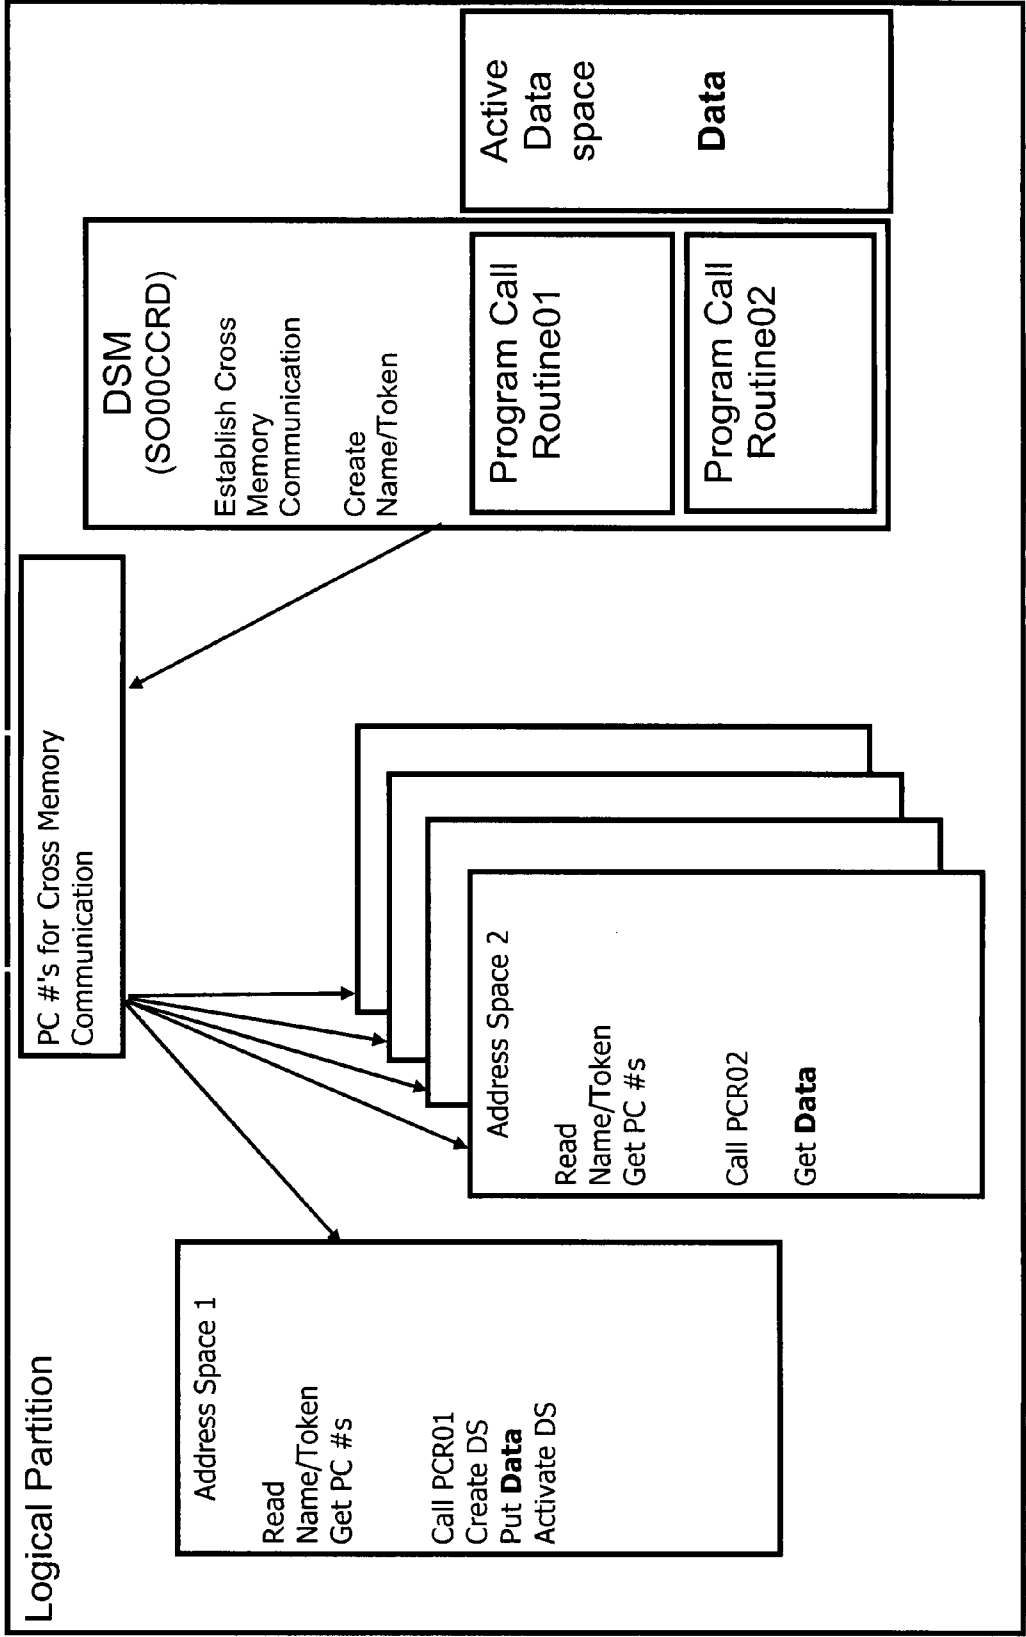 Logical Partition
PC #'s for Cross Memory
Communication
Address Space 1
Read
Name/Token
Get PC #s
Call PCR01
Create DS
Put Data
Activate DS
Address Space 2
Read
Name/Token
Get PC #s
Call PCR02
Get Data
DSM
(SO00CCRD)
Establish Cross
Memory
Communication
Create
Name/Token
Program Call
Routine01
Program Call
Routine02
Active
Data
space
Data